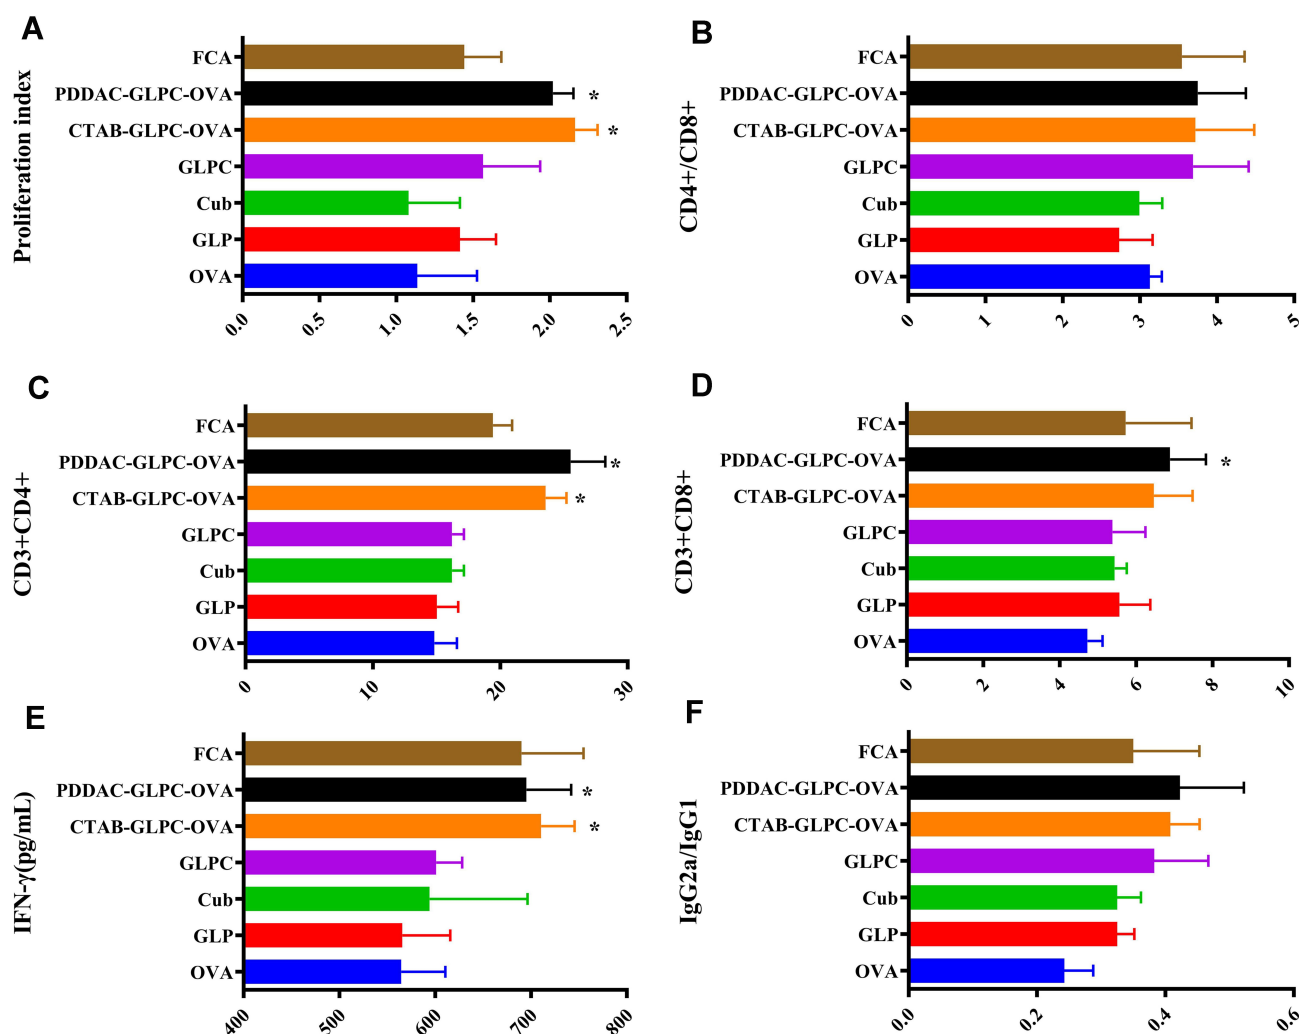 A
Proliferation index
FCA
PDDAC-GLPC-OVA *
CTAB-GLPC-OVA *
GLPC
Cub
GLP
OVA
0.0 0.5 1.0 1.5 2.0 2.5
B
CD4+/CD8+
FCA
PDDAC-GLPC-OVA
CTAB-GLPC-OVA
GLPC
Cub
GLP
OVA
0 1 2 3 4 5
C
CD3+CD4+
FCA
PDDAC-GLPC-OVA *
CTAB-GLPC-OVA *
GLPC
Cub
GLP
OVA
0 10 20 30
D
CD3+CD8+
FCA
PDDAC-GLPC-OVA *
CTAB-GLPC-OVA
GLPC
Cub
GLP
OVA
0 2 4 6 8 10
E
IFN-γ(pg/mL)
FCA
PDDAC-GLPC-OVA *
CTAB-GLPC-OVA *
GLPC
Cub
GLP
OVA
400 500 600 700 800
F
IgG2a/IgG1
FCA
PDDAC-GLPC-OVA
CTAB-GLPC-OVA
GLPC
Cub
GLP
OVA
0.0 0.2 0.4 0.6